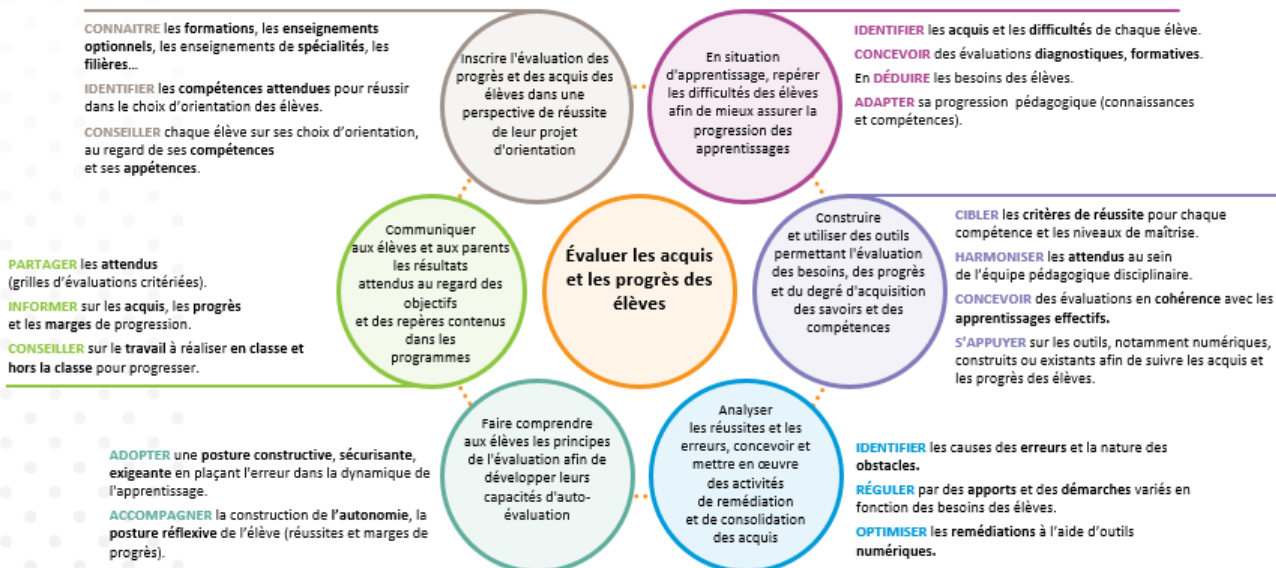 CONNAITRE les formations, les enseignements
optionnels, les enseignements de spécialités, les
filières...
IDENTIFIER les compétences attendues pour réussir
dans le choix d'orientation des élèves.
CONSEILLER chaque élève sur ses choix d'orientation,
au regard de ses compétences
et ses appétences.
Inscrire l'évaluation des
progrès et des acquis des
élèves dans une
perspective de réussite
de leur projet
d'orientation
En situation
d'apprentissage, repérer
les difficultés des élèves
afin de mieux assurer la
progression des
apprentissages
IDENTIFIER les acquis et les difficultés de chaque élève.
CONCEVOIR des évaluations diagnostiques, formatives.
En DÉDUIRE les besoins des élèves.
ADAPTER sa progression pédagogique (connaissances
et compétences).
PARTAGER les attendus
(grilles d'évaluations critériées).
INFORMER sur les acquis, les progrès
et les marges de progression.
CONSEILLER sur le travail à réaliser en classe et
hors la classe pour progresser.
Communiquer
aux élèves et aux parents
les résultats
attendus au regard des
objectifs
et des repères contenus
dans les
programmes
Évaluer les acquis
et les progrès des
élèves
Construire
et utiliser des outils
permettant l'évaluation
des besoins, des progrès
et du degré d'acquisition
des savoirs et des
compétences
CIBLER les critères de réussite pour chaque
compétence et les niveaux de maîtrise.
HARMONISER les attendus au sein
de l'équipe pédagogique disciplinaire.
CONCEVOIR des évaluations en cohérence avec les
apprentissages effectifs.
S'APPUYER sur les outils, notamment numériques,
construits ou existants afin de suivre les acquis et
les progrès des élèves.
ADOPTER une posture constructive, sécurisante,
exigeante en plaçant l'erreur dans la dynamique de
l'apprentissage.
ACCOMPAGNER la construction de l'autonomie, la
posture réflexive de l'élève (réussites et marges de
progrès).
Faire comprendre
aux élèves les principes
de l'évaluation afin de
développer leurs
capacités d'auto-
évaluation
Analyser
les réussites et les
erreurs, concevoir et
mettre en œuvre
des activités
de remédiation
et de consolidation
des acquis
IDENTIFIER les causes des erreurs et la nature des
obstacles.
RÉGULER par des apports et des démarches variés en
fonction des besoins des élèves.
OPTIMISER les remédiations à l'aide d'outils
numériques.